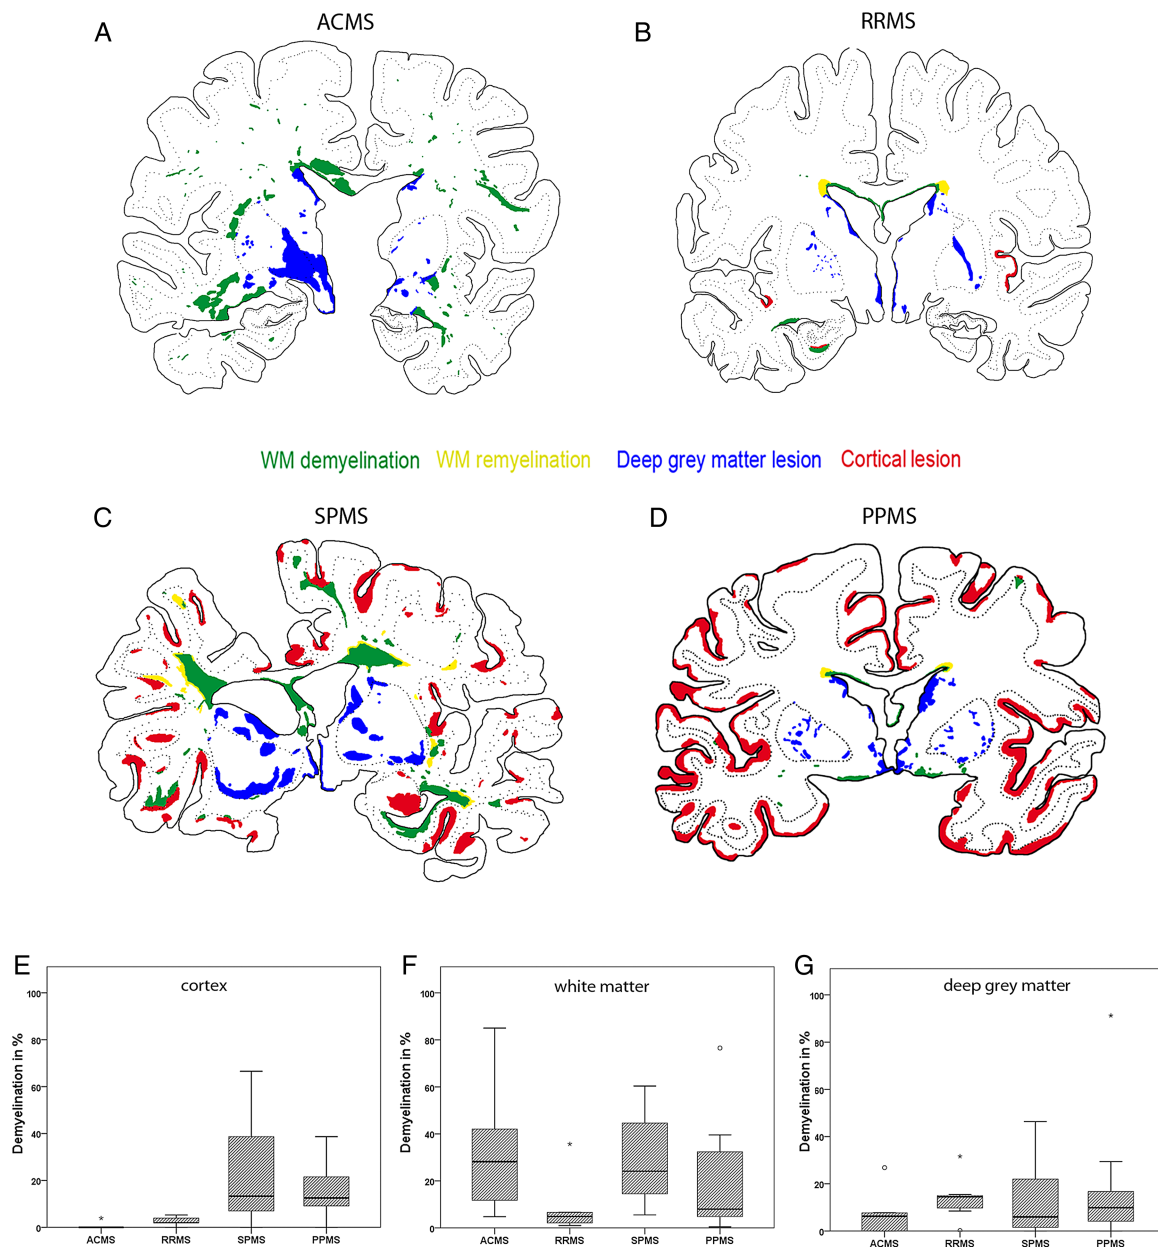 A ACMS
B RRMS
WM demyelination WM remyelination Deep grey matter lesion Cortical lesion
C SPMS
D PPMS
E
cortex
Demyelination in %
100
80
60
40
20
0
ACMS RRMS SPMS PPMS
F
white matter
Demyelination in %
100
80
60
40
20
0
ACMS RRMS SPMS PPMS
G
deep grey matter
Demyelination in %
100
80
60
40
20
0
ACMS RRMS SPMS PPMS